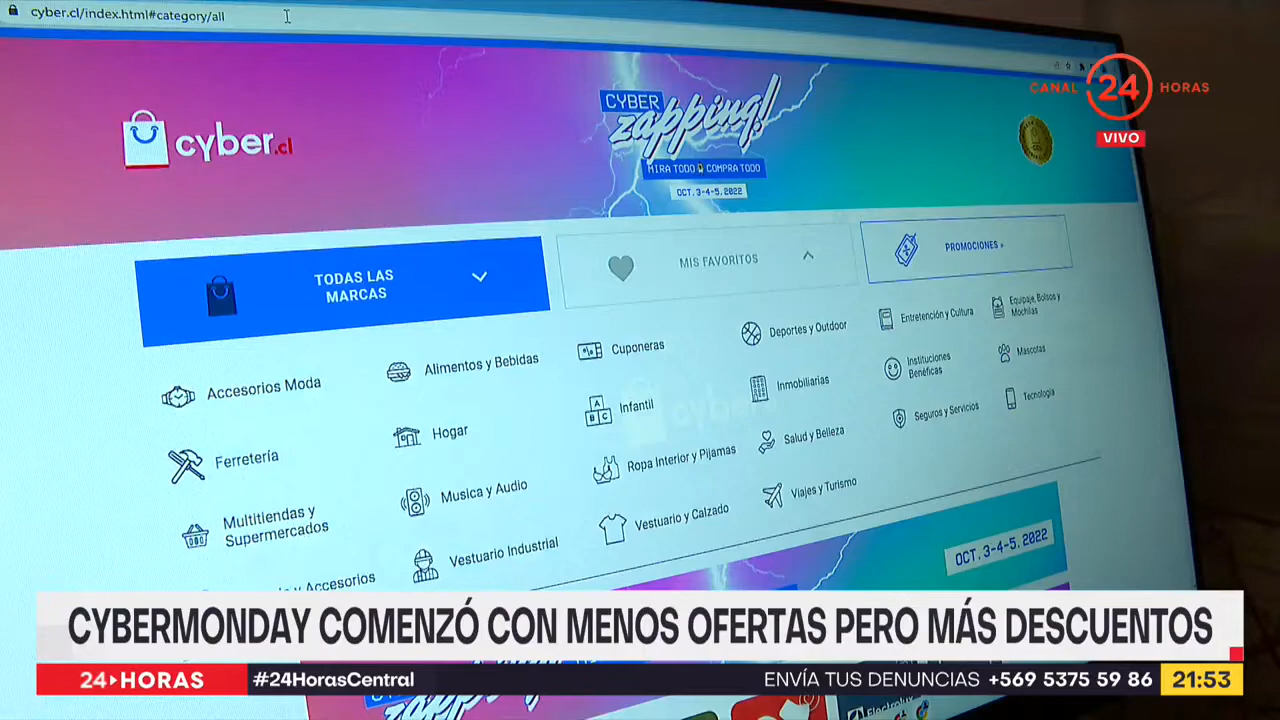 cyber.cl/index.html#category/all
CANAL 24 HORAS
VIVO
cyber.cl
CYBER
zapping!
MIRA TODO COMPRA TODO
OCT. 3-4-5. 2022
TODAS LAS
MARCAS
MIS FAVORITOS
PROMOCIONES »
Accesorios Moda
Alimentos y Bebidas
Cuponeras
Deportes y Outdoor
Entretención y Cultura
Equipaje, Bolsos y
Mochilas
Ferretería
Hogar
Infantil
Inmobiliarias
Instituciones
Benéficas
Mascotas
Multitiendas y
Supermercados
Musica y Audio
Ropa Interior y Pijamas
Salud y Belleza
Seguros y Servicios
Tecnología
y Accesorios
Vestuario Industrial
Vestuario y Calzado
Viajes y Turismo
OCT. 3-4-5. 2022
CYBERMONDAY COMENZÓ CON MENOS OFERTAS PERO MÁS DESCUENTOS
24 HORAS
#24HorasCentral
ENVÍA TUS DENUNCIAS +569 5375 59 86
21:53
Electrolux